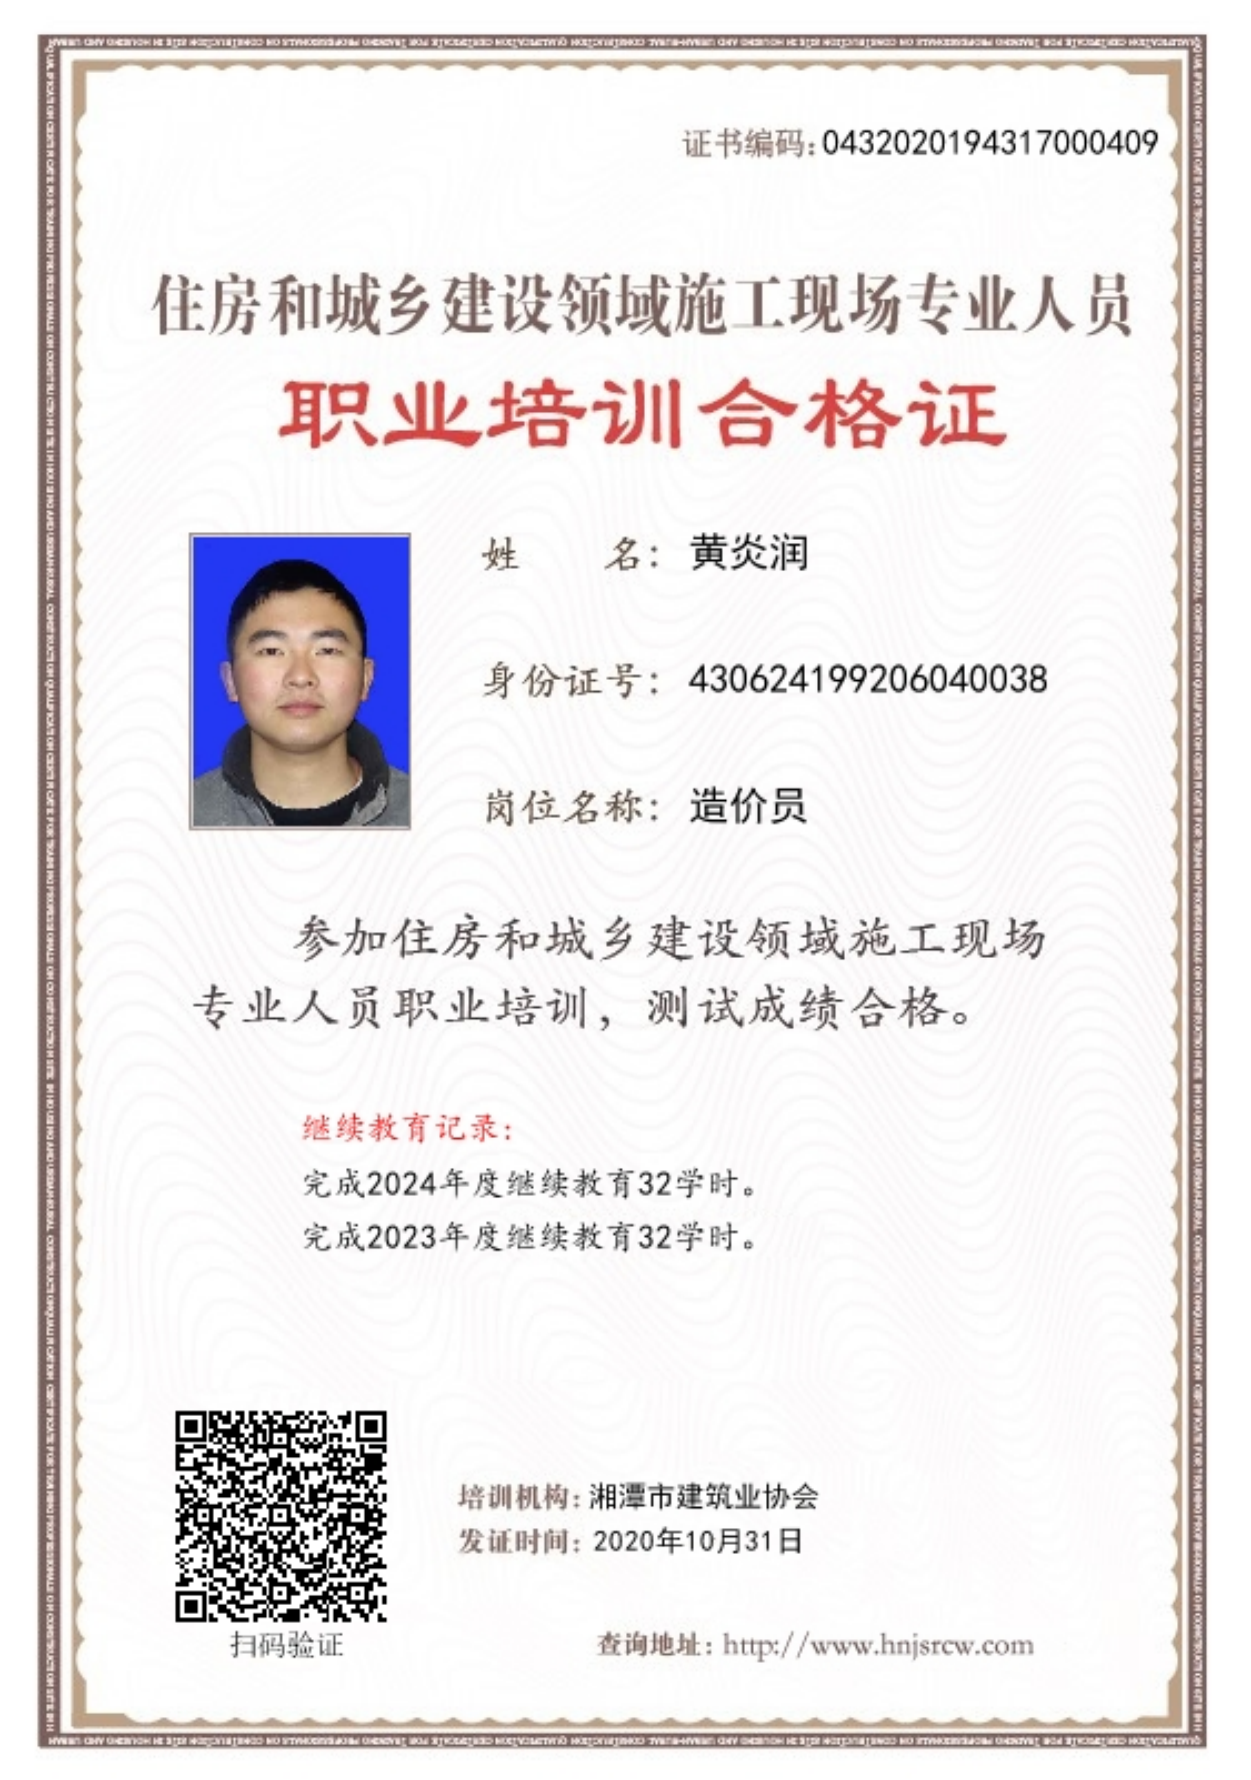 证书编码:0432020194317000409
住房和城乡建设领域施工现场专业人员
职业培训合格证
姓 名: 黄炎润
身份证号: 430624199206040038
岗位名称: 造价员
参加住房和城乡建设领域施工现场
专业人员职业培训，测试成绩合格。
继续教育记录:
完成2024年度继续教育32学时。
完成2023年度继续教育32学时。
培训机构: 湘潭市建筑业协会
发证时间: 2020年10月31日
扫码验证
查询地址: http://www.hnjsrcw.com